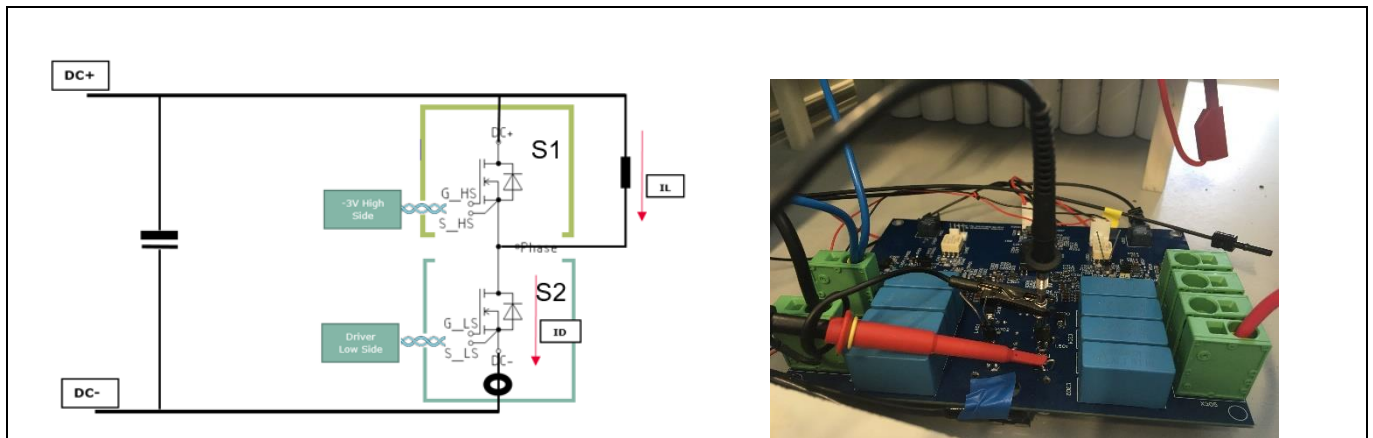 DC+
DC+
S1
G_HS
S_HS
-3V High
Side
IL
Phase
S2
G_LS
S_LS
Driver
Low Side
ID
DC-
DC-